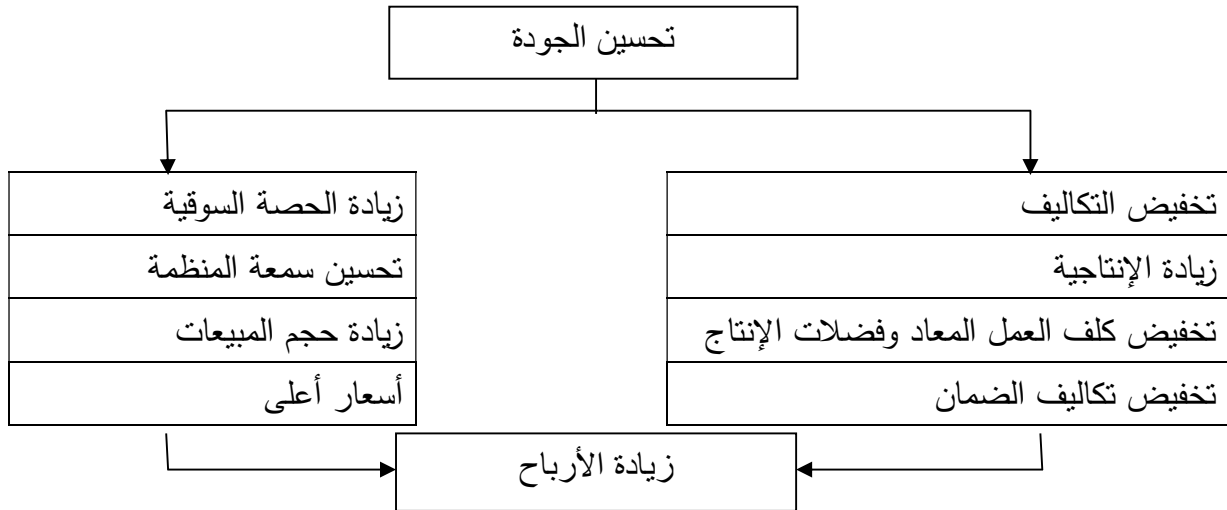 تحسين الجودة
تخفيض التكاليف
زيادة الإنتاجية
تخفيض كلف العمل المعاد وفضلات الإنتاج
تخفيض تكاليف الضمان
زيادة الحصة السوقية
تحسين سمعة المنظمة
زيادة حجم المبيعات
أسعار أعلى
زيادة الأرباح